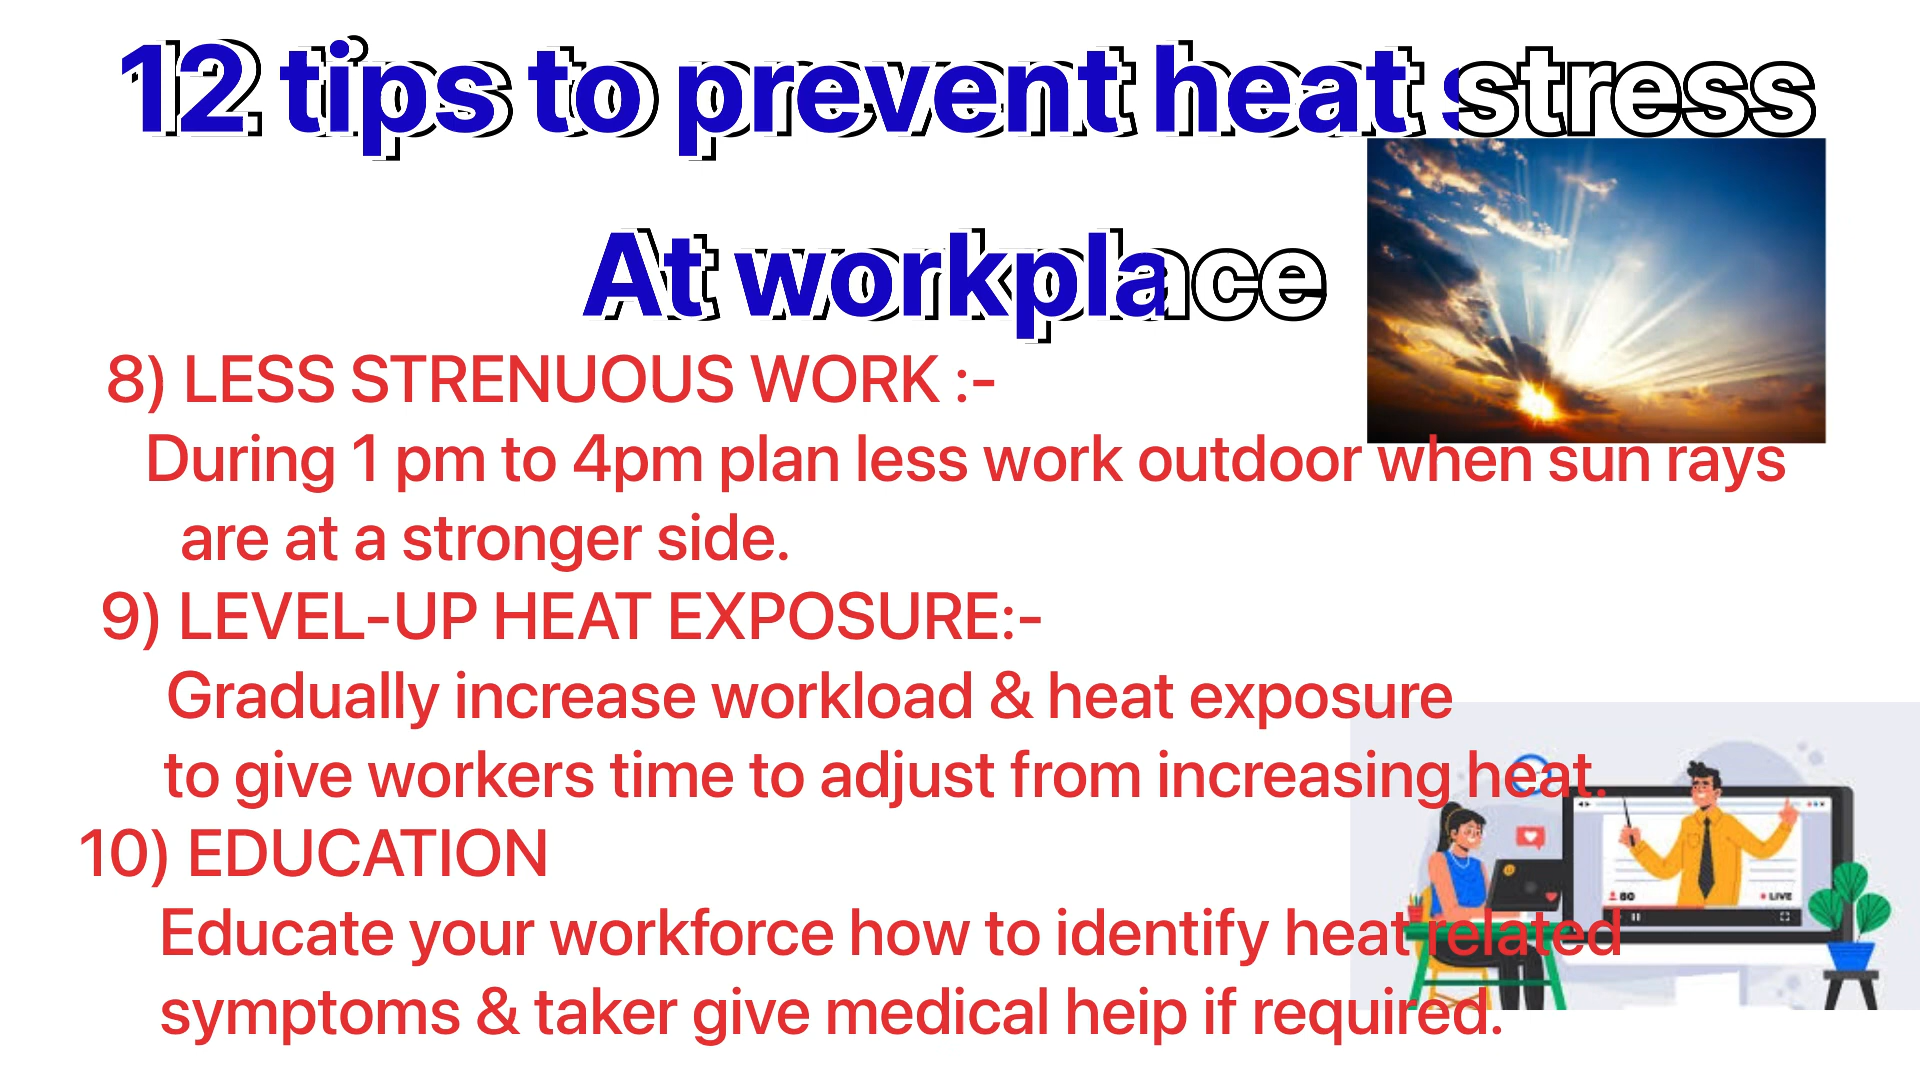 12 tips to prevent heat stress
At workplace
8) LESS STRENUOUS WORK :-
During 1 pm to 4pm plan less work outdoor when sun rays
are at a stronger side.
9) LEVEL-UP HEAT EXPOSURE:-
Gradually increase workload & heat exposure
to give workers time to adjust from increasing heat.
10) EDUCATION
80 LIVE
Educate your workforce how to identify heat related
symptoms & taker give medical heip if required.